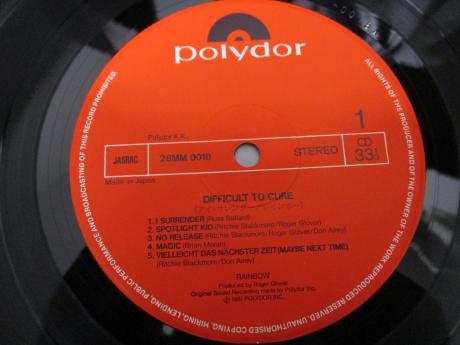 polydor
Polydor K.K.,
JASRAC 28MM 0018
STEREO
1
33⅓
Made in Japan
DIFFICULT TO CURE
1. I SURRENDER (Russ Ballard)
2. SPOTLIGHT KID (Ritchie Blackmore/Roger Glover)
3. NO RELEASE (Ritchie Blackmore/Roger Glover/Don Airey)
4. MAGIC (Brian Moran)
5. VIELLEICHT DAS NÄCHSTER ZEIT (MAYBE NEXT TIME)
(Ritchie Blackmore/Don Airey)
RAINBOW
Produced by Roger Glover
Original Sound Recording made by Polydor Inc.
℗ 1981 POLYDOR INC.
ALL RIGHTS OF THE PRODUCER AND OF THE OWNER OF THE WORK REPRODUCED RESERVED. UNAUTHORISED COPYING, HIRING, LENDING, PUBLIC PERFORMANCE AND BROADCASTING OF THIS RECORD PROHIBITED.